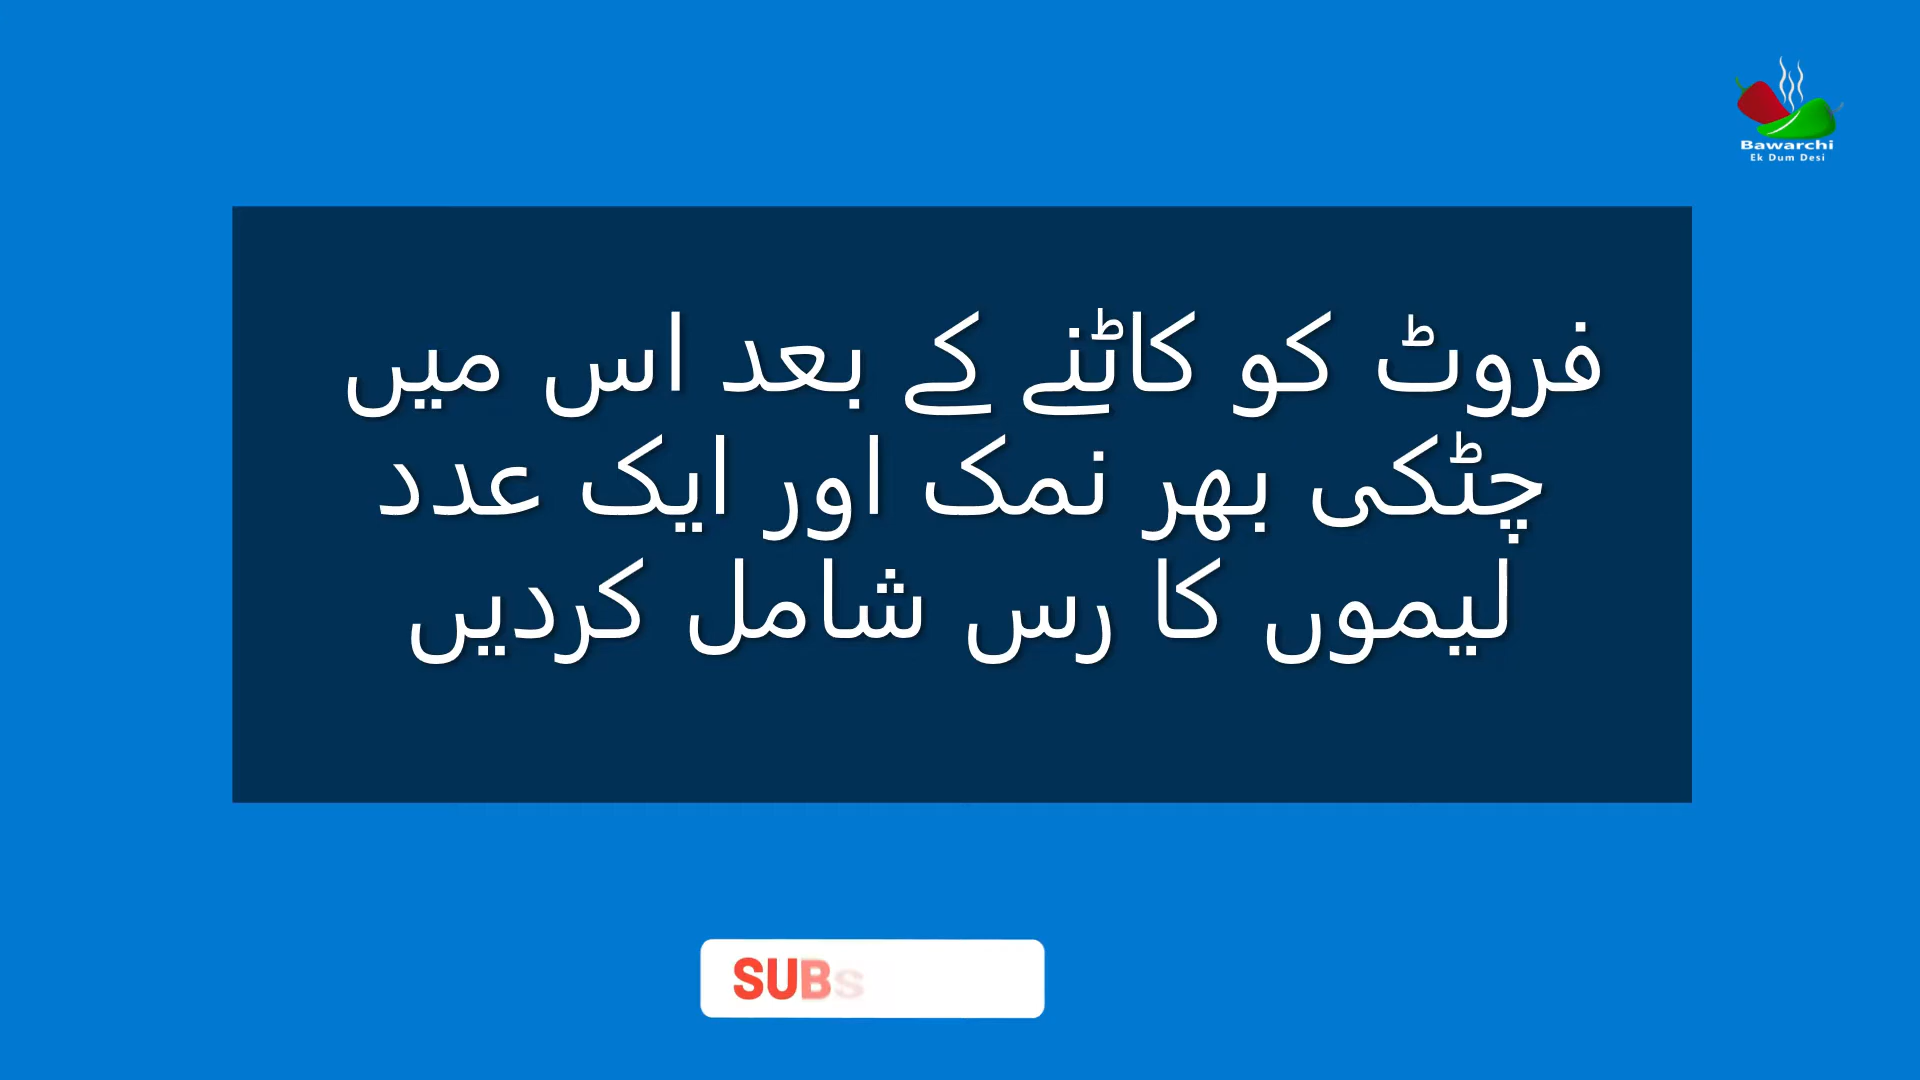 Bawarchi
Ek Dum Desi
فروٹ کو کاٹنے کے بعد اس میں
چٹکی بھر نمک اور ایک عدد
لیموں کا رس شامل کردیں
SUBS